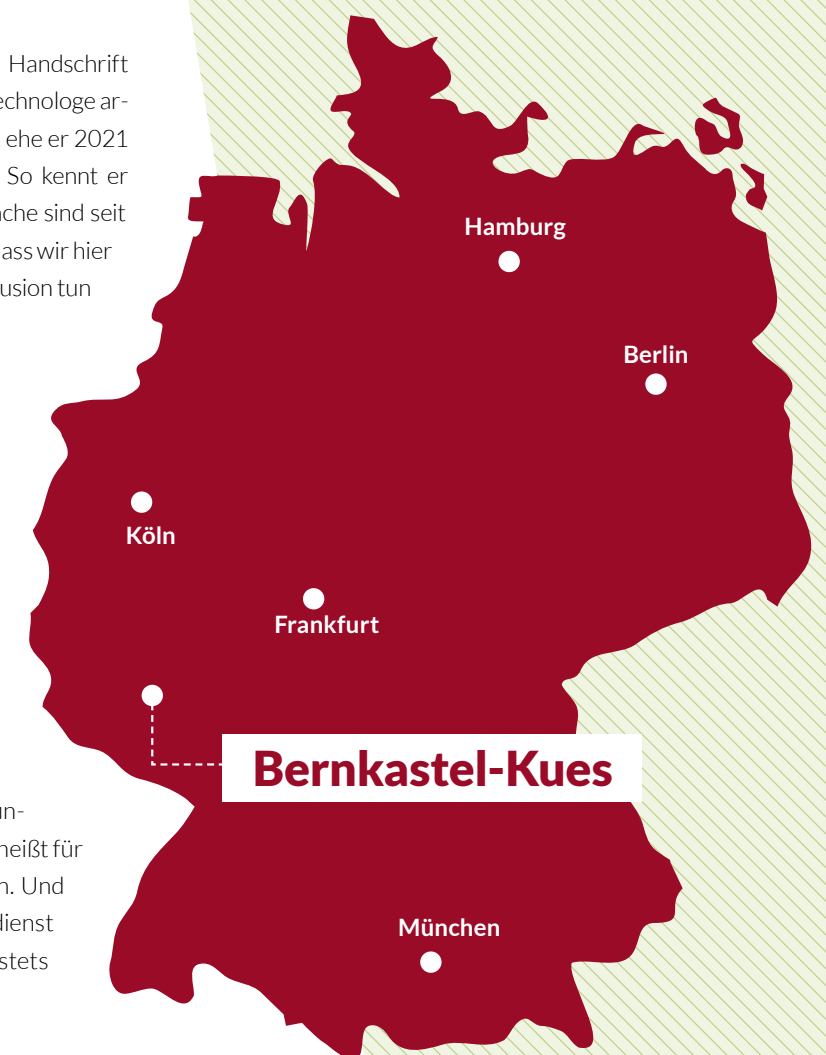 Handschrift
echnologe ar-
ehe er 2021
So kennt er
che sind seit
ass wir hier
usion tun
Hamburg
Berlin
Köln
Frankfurt
Bernkastel-Kues
n-
heißt für
n. Und
dienst
stets
München